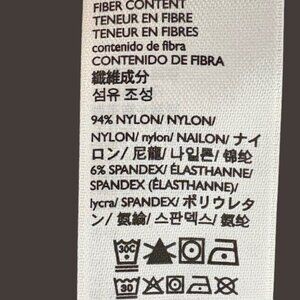 FIBER CONTENT
TENEUR EN FIBRE
TENEUR EN FIBRES
contenido de fibra
CONTENIDO DE FIBRA
纖維成分
섬유 조성
94% NYLON/ NYLON/
NYLON/ nylon/ NAILON/ ナイ
ロン/ 尼龍/ 나일론/ 锦纶
6% SPANDEX/ ÉLASTHANNE/
SPANDEX (ÉLASTHANNE)/
lycra/ SPANDEX/ ポリウレタ
ン/ 氨綸/ 스판덱스/ 氨纶
30C
30